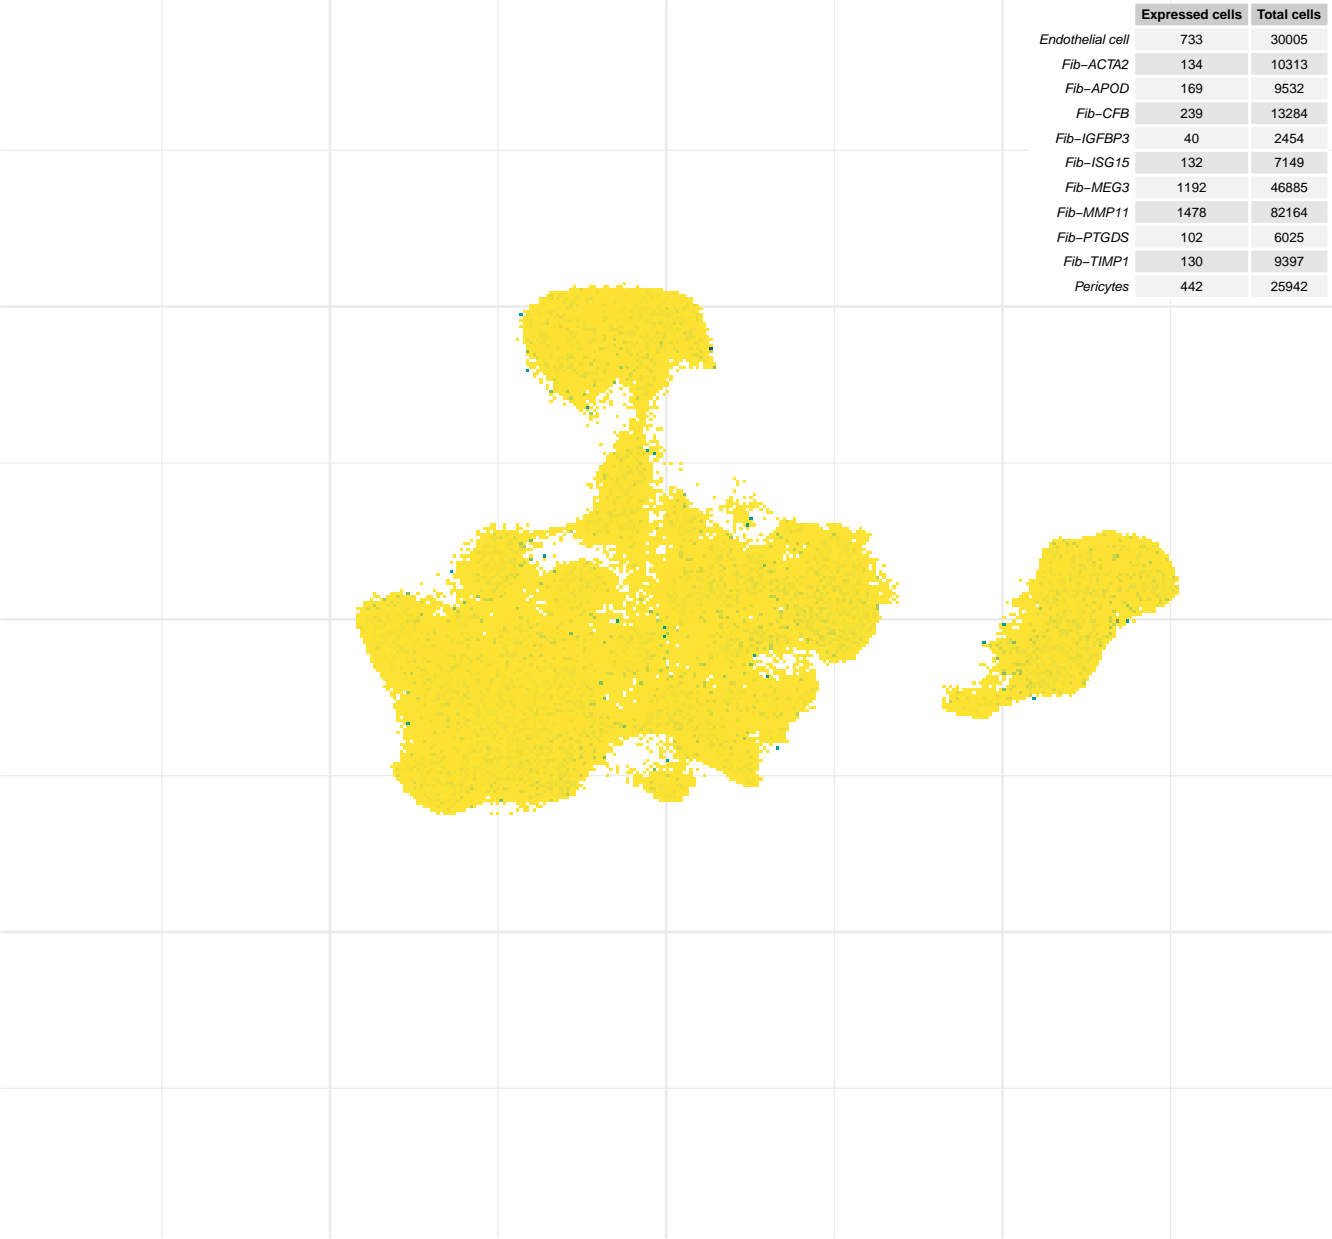 Expressed cells Total cells
Endothelial cell 733 30005
Fib−ACTA2 134 10313
Fib−APOD 169 9532
Fib−CFB 239 13284
Fib−IGFBP3 40 2454
Fib−ISG15 132 7149
Fib−MEG3 1192 46885
Fib−MMP11 1478 82164
Fib−PTGDS 102 6025
Fib−TIMP1 130 9397
Pericytes 442 25942